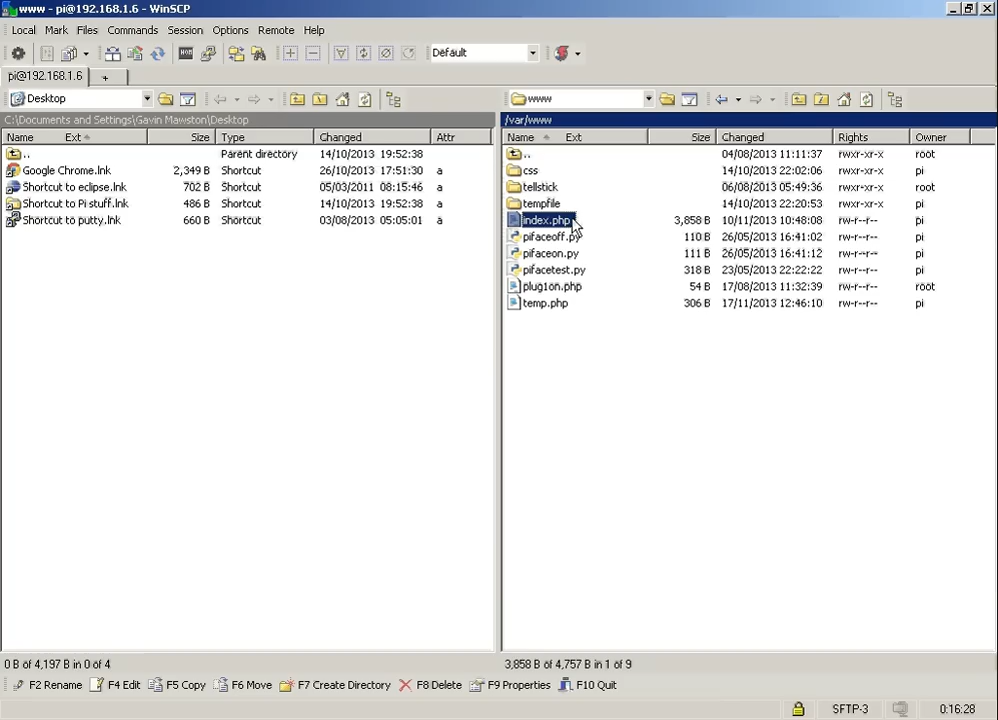 www - pi@192.168.1.6 - WinSCP
Local Mark Files Commands Session Options Remote Help
Default
pi@192.168.1.6
Desktop
www
C:\Documents and Settings\Gavin Mawston\Desktop
/var/www
Name Ext Size Type Changed Attr
Name Ext Size Changed Rights Owner
.. Parent directory 14/10/2013 19:52:38
Google Chrome.lnk 2,349 B Shortcut 26/10/2013 17:51:30 a
Shortcut to eclipse.lnk 702 B Shortcut 05/03/2011 08:15:46 a
Shortcut to Pi stuff.lnk 486 B Shortcut 14/10/2013 19:52:38 a
Shortcut to putty.lnk 660 B Shortcut 03/08/2013 05:05:01 a
.. 04/08/2013 11:11:37 rwxr-xr-x root
css 14/10/2013 22:02:06 rwxr-xr-x pi
tellstick 06/08/2013 05:49:36 rwxr-xr-x root
tempfile 14/10/2013 22:20:53 rwxr-xr-x pi
index.php 3,858 B 10/11/2013 10:48:08 rw-r--r-- pi
pifaceoff.py 110 B 26/05/2013 16:41:02 rw-r--r-- pi
pifaceon.py 111 B 26/05/2013 16:41:12 rw-r--r-- pi
pifacetest.py 318 B 23/05/2013 22:22:22 rw-r--r-- pi
plug1on.php 54 B 17/08/2013 11:32:39 rw-r--r-- root
temp.php 306 B 17/11/2013 12:46:10 rw-r--r-- pi
0 B of 4,197 B in 0 of 4
3,858 B of 4,757 B in 1 of 9
F2 Rename F4 Edit F5 Copy F6 Move F7 Create Directory F8 Delete F9 Properties F10 Quit
SFTP-3 0:16:28